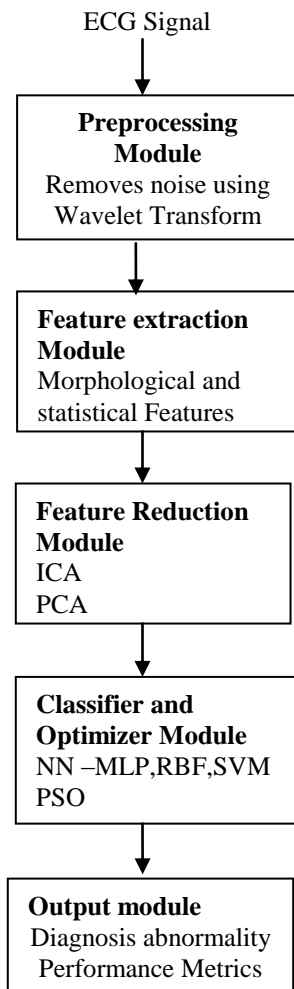 ECG Signal
Preprocessing
Module
Removes noise using
Wavelet Transform
Feature extraction
Module
Morphological and
statistical Features
Feature Reduction
Module
ICA
PCA
Classifier and
Optimizer Module
NN –MLP,RBF,SVM
PSO
Output module
Diagnosis abnormality
Performance Metrics